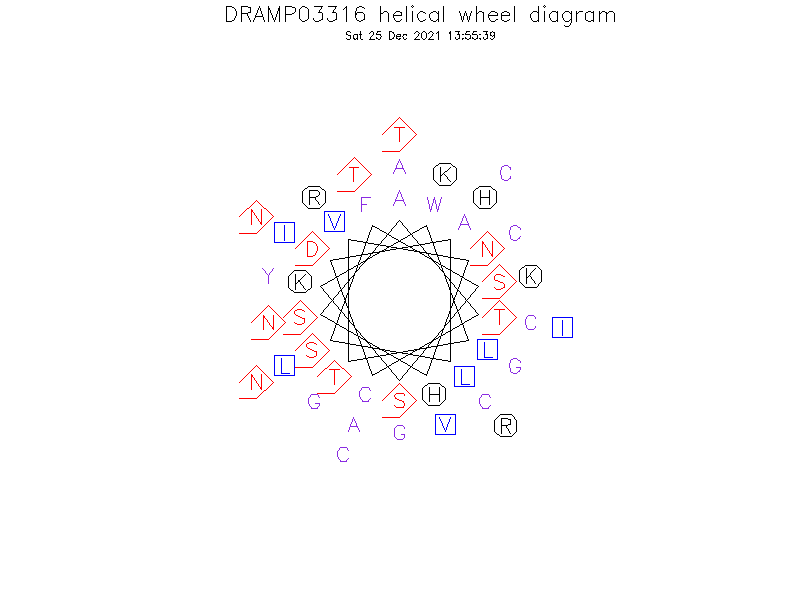 DRAMP03316 helical wheel diagram
Sat 25 Dec 2021 13:55:39
T
T A K C
R F A W H
N I V A C
D N
Y K S K
N S T C I
S L
N L T L G
G C S H C
A G V R
C